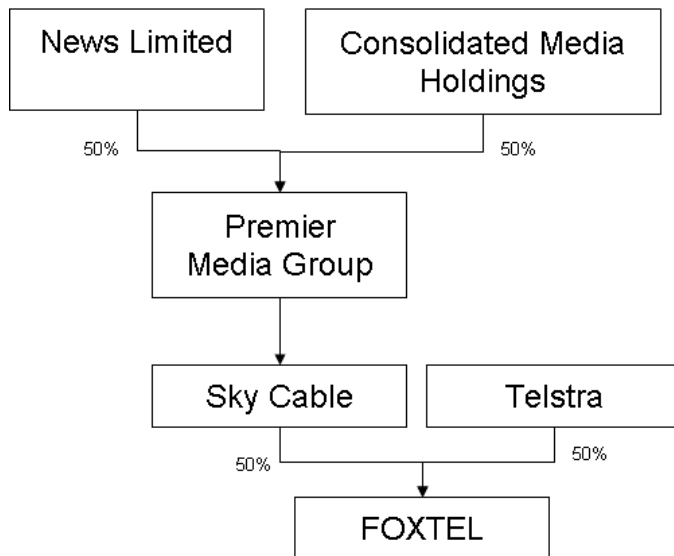 News Limited
Consolidated Media
Holdings
50%
50%
Premier
Media Group
Sky Cable
Telstra
50%
50%
FOXTEL